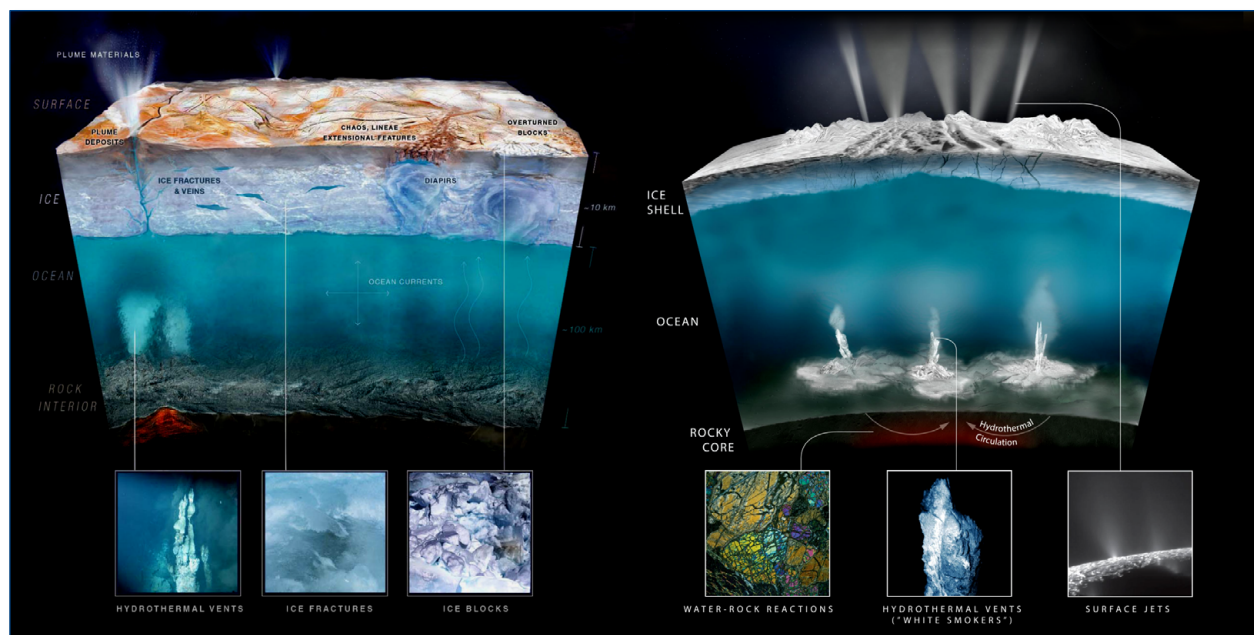 PLUME MATERIALS
SURFACE
PLUME
DEPOSITS
CHAOS, LINEAE
EXTENSIONAL FEATURES
OVERTURNED
BLOCKS
ICE FRACTURES
& VEINS
DIAPIRS
ICE
~10 km
OCEAN
OCEAN CURRENTS
~100 km
ROCK
INTERIOR
HYDROTHERMAL VENTS
ICE FRACTURES
ICE BLOCKS
ICE
SHELL
OCEAN
ROCKY
CORE
Hydrothermal
Circulation
WATER-ROCK REACTIONS
HYDROTHERMAL VENTS
("WHITE SMOKERS")
SURFACE JETS